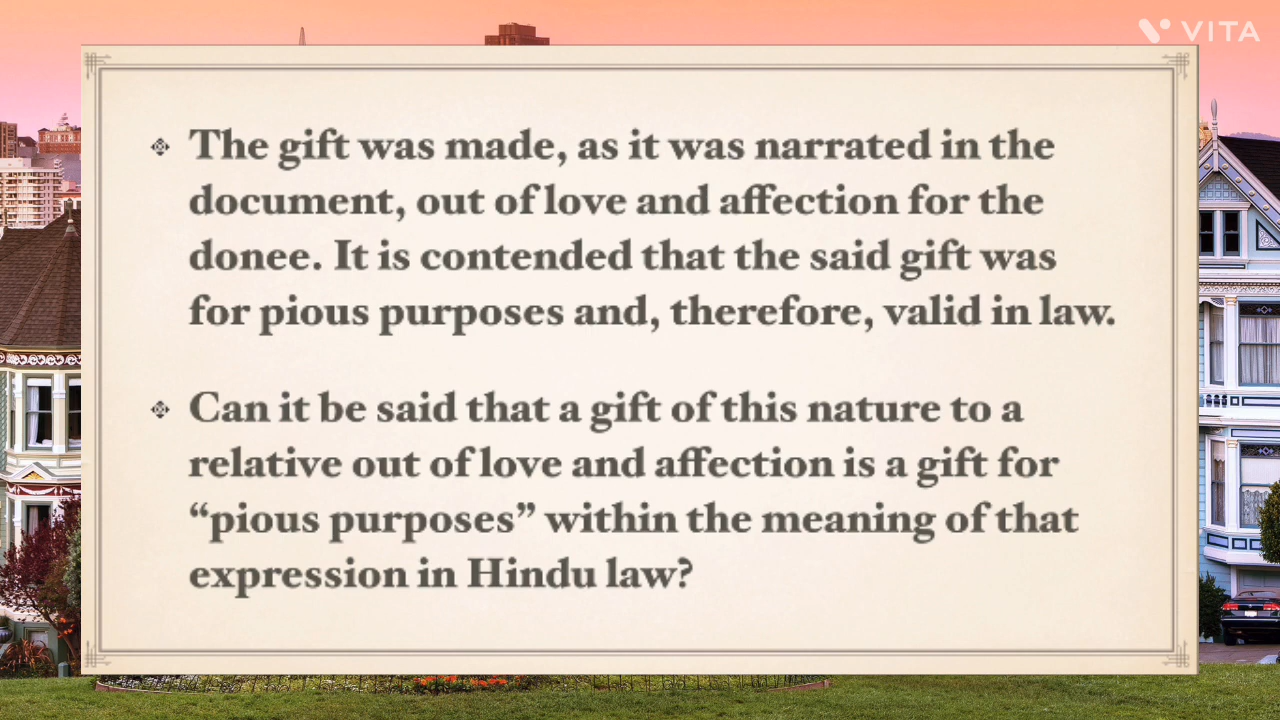 VITA
The gift was made, as it was narrated in the
document, out of love and affection for the
donee. It is contended that the said gift was
for pious purposes and, therefore, valid in law.
Can it be said that a gift of this nature to a
relative out of love and affection is a gift for
“pious purposes” within the meaning of that
expression in Hindu law?